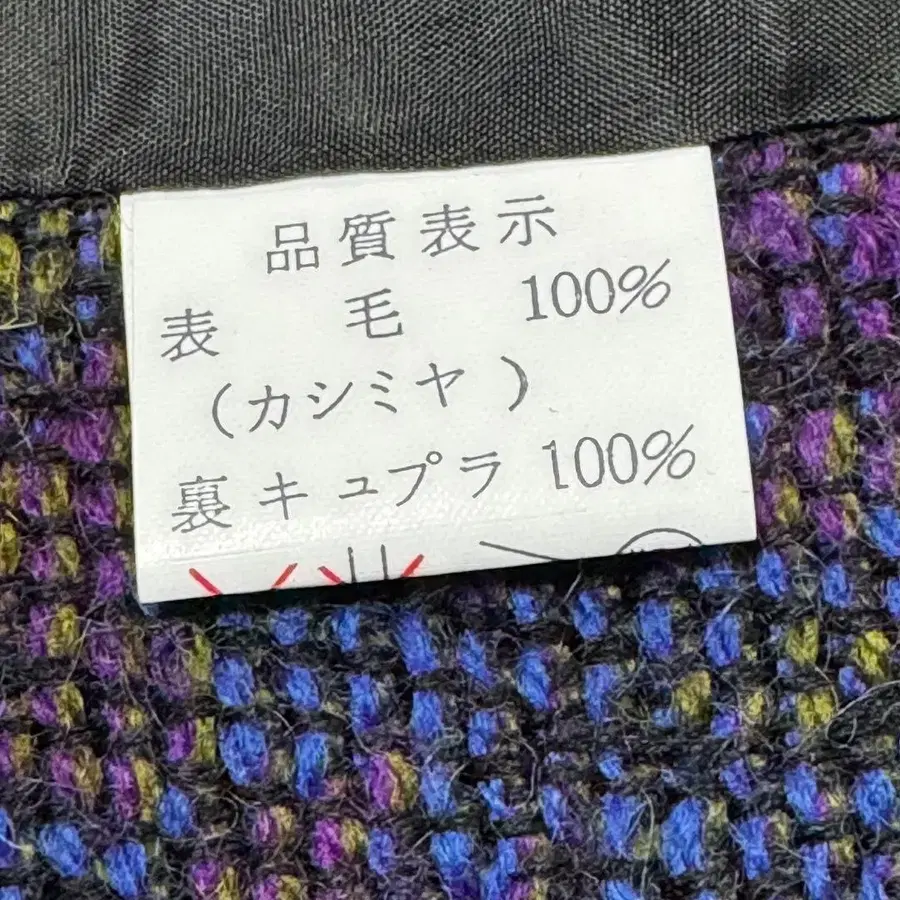 品質表示
表 毛 100%
(カシミヤ)
裏キュプラ 100%